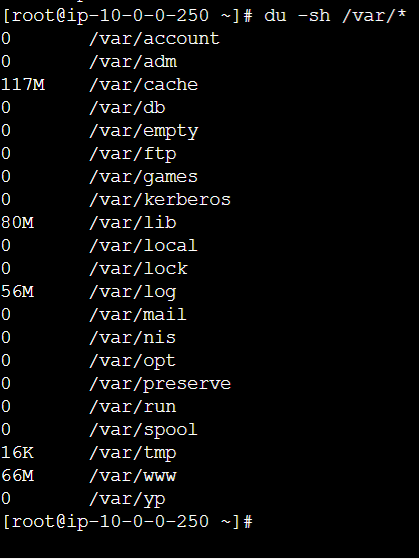 [root@ip-10-0-0-250 ~]# du -sh /var/*
0 /var/account
0 /var/adm
117M /var/cache
0 /var/db
0 /var/empty
0 /var/ftp
0 /var/games
0 /var/kerberos
80M /var/lib
0 /var/local
0 /var/lock
56M /var/log
0 /var/mail
0 /var/nis
0 /var/opt
0 /var/preserve
0 /var/run
0 /var/spool
16K /var/tmp
66M /var/www
0 /var/yp
[root@ip-10-0-0-250 ~]#